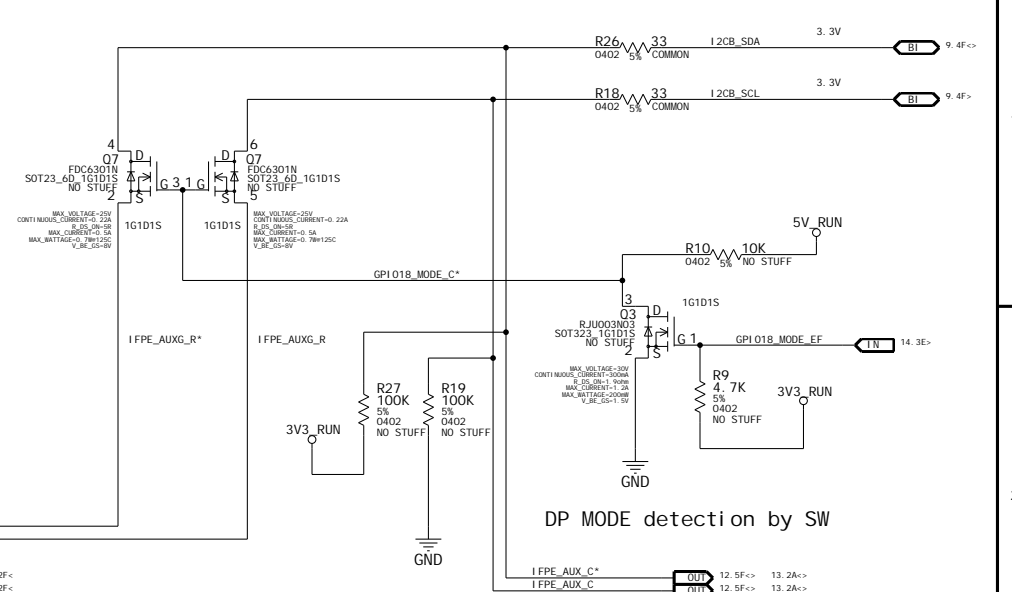 3.3V
R26 33 I2CB_SDA BI 9.4F<>
0402 5% COMMON
3.3V
R18 33 I2CB_SCL BI 9.4F>
0402 5% COMMON
4
D
Q7
FDC6301N
SOT23_6D_1G1D1S
NO STUFF
2
S
G 3
1G1D1S
MAX_VOLTAGE=25V
CONTINUOUS_CURRENT=0.22A
R_DS_ON=5R
MAX_CURRENT=0.5A
MAX_WATTAGE=0.7W@125C
V_BE_GS=8V
6
D
Q7
FDC6301N
SOT23_6D_1G1D1S
NO STUFF
5
S
1 G
1G1D1S
MAX_VOLTAGE=25V
CONTINUOUS_CURRENT=0.22A
R_DS_ON=5R
MAX_CURRENT=0.5A
MAX_WATTAGE=0.7W@125C
V_BE_GS=8V
5V_RUN
R10 10K
0402 5% NO STUFF
GPIO18_MODE_C*
3
D
1G1D1S
Q3
RJU003N03
SOT323_1G1D1S
NO STUFF
2
S
G 1
GPIO18_MODE_EF IN 14.3E>
MAX_VOLTAGE=30V
CONTINUOUS_CURRENT=300mA
R_DS_ON=1.9ohm
MAX_CURRENT=1.2A
MAX_WATTAGE=200mW
V_BE_GS=1.5V
IFPE_AUXG_R*
IFPE_AUXG_R
R9
4.7K
5%
0402
NO STUFF
3V3_RUN
R27
100K
5%
0402
NO STUFF
R19
100K
5%
0402
NO STUFF
3V3_RUN
GND
DP MODE detection by SW
GND
IFPE_AUX_C* OUT 12.5F<> 13.2A<>
IFPE_AUX_C OUT 12.5F<> 13.2A<>